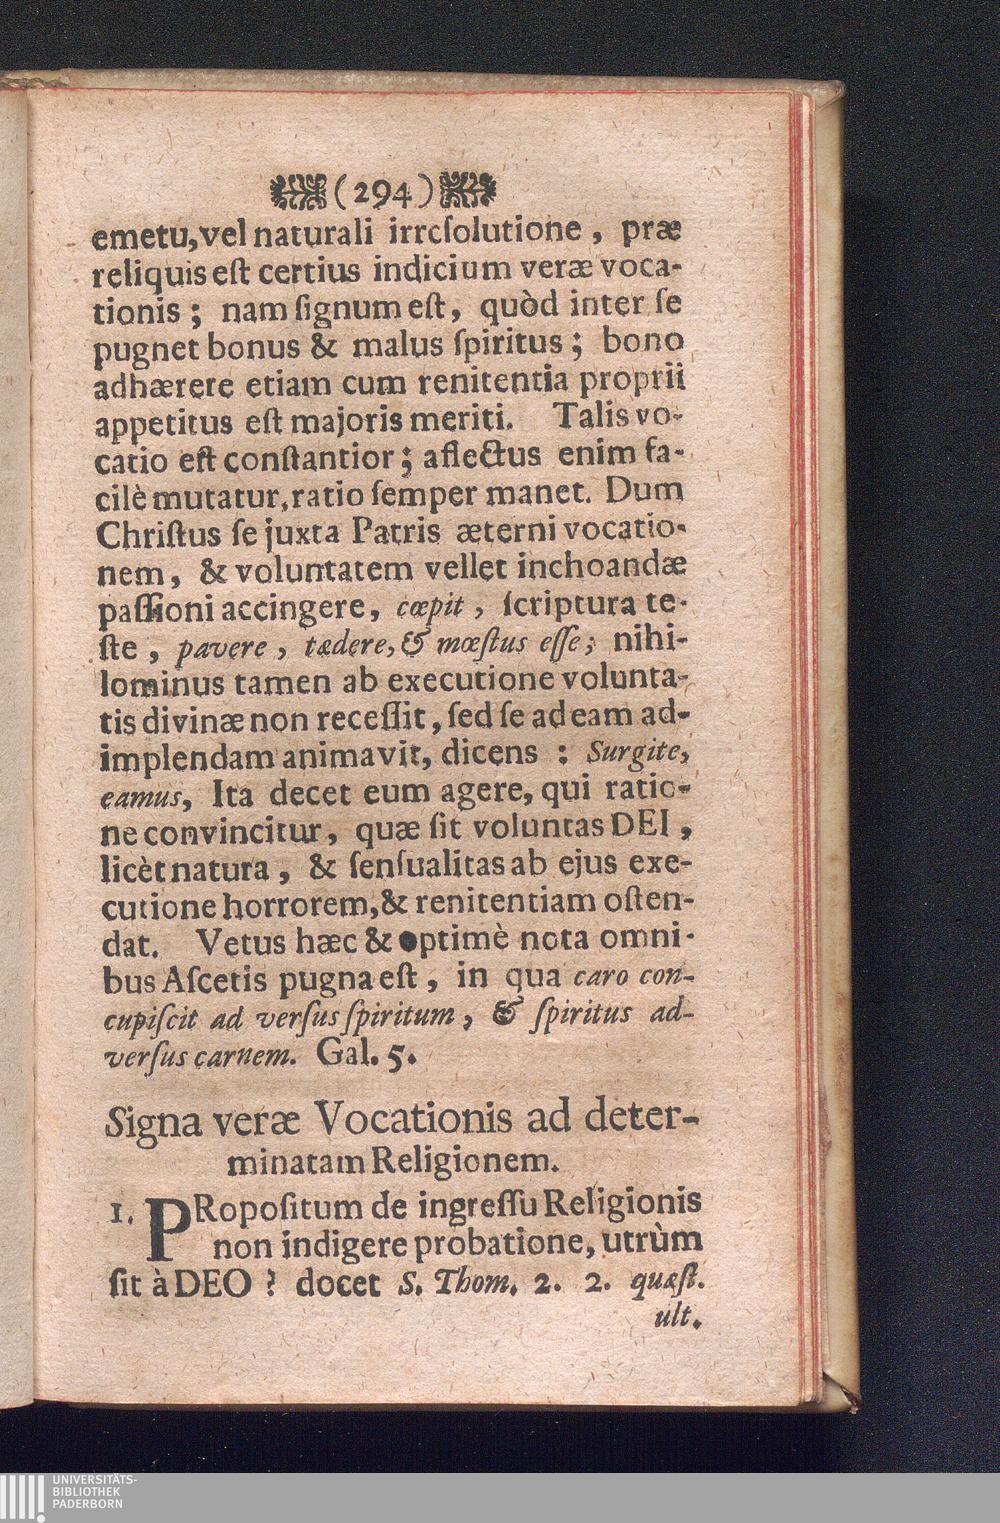 (294)
emetu, vel naturali irreſolutione, præ
reliquis eſt certius indicium veræ voca-
tionis; nam ſignum eſt, quòd inter ſe
pugnet bonus & malus ſpiritus; bono
adhærere etiam cum renitentia proprii
appetitus eſt majoris meriti. Talis vo-
catio eſt conſtantior; affectus enim fa-
cilè mutatur, ratio ſemper manet. Dum
Chriſtus ſe juxta Patris æterni vocatio-
nem, & voluntatem vellet inchoandæ
paſſioni accingere, cœpit, ſcriptura te-
ſte, pavere, tædere, & mœſtus eſſe; nihi-
lominus tamen ab executione volunta-
tis divinæ non receſſit, ſed ſe ad eam ad-
implendam animavit, dicens : Surgite,
eamus, Ita decet eum agere, qui ratio-
ne convincitur, quæ ſit voluntas DEI,
licèt natura, & ſenſualitas ab ejus exe-
cutione horrorem, & renitentiam oſten-
dat. Vetus hæc & optimè nota omni-
bus Aſcetis pugna eſt, in qua caro con-
cupiſcit ad verſus ſpiritum, & ſpiritus ad-
verſus carnem. Gal. 5.
Signa veræ Vocationis ad deter-
minatam Religionem.
1. PRopoſitum de ingreſſu Religionis
non indigere probatione, utrùm
ſit à DEO ? docet S. Thom. 2. 2. quæſt.
ult.
UNIVERSITÄTS-
BIBLIOTHEK
PADERBORN